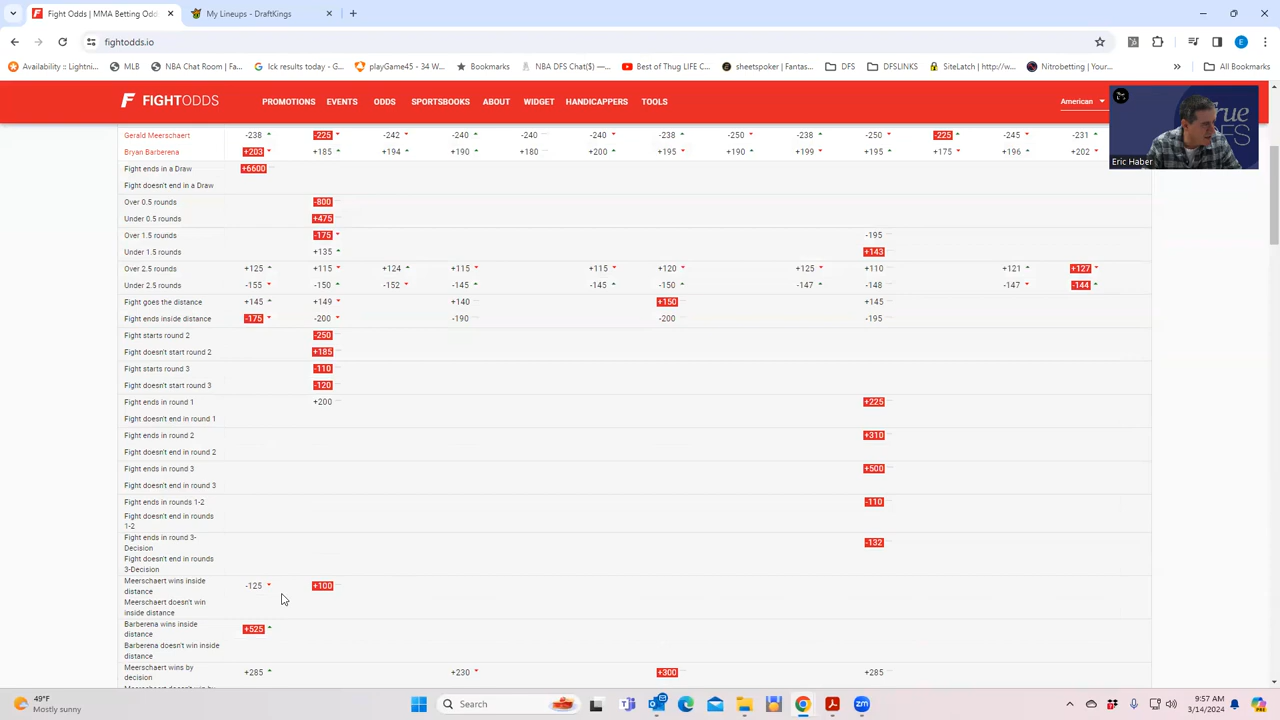 Fight Odds | MMA Betting Odd
My Lineups - DraftKings
fightodds.io
Availability :: Lightni...
MLB
NBA Chat Room | Fa...
Ick results today - G...
playGame45 - 34 W...
Bookmarks
NBA DFS Chat($) —...
Best of Thug LIFE C...
sheetspoker | Fantas...
DFS
DFSLINKS
SiteLatch | http://w...
Nitrobetting | Your...
All Bookmarks
FIGHTODDS PROMOTIONS EVENTS ODDS SPORTSBOOKS ABOUT WIDGET HANDICAPPERS TOOLS American
Eric Haber
Gerald Meerschaert -238 -225 -242 -240 -240 -240 -238 -250 -238 -250 -225 -245 -231
Bryan Barberena +203 +185 +194 +190 +180 +200 +195 +190 +199 +195 +175 +196 +202
Fight ends in a Draw +6600
Fight doesn't end in a Draw
Over 0.5 rounds -800
Under 0.5 rounds +475
Over 1.5 rounds -175 -195
Under 1.5 rounds +135 +143
Over 2.5 rounds +125 +115 +124 +115 +115 +120 +125 +110 +121 +127
Under 2.5 rounds -155 -150 -152 -145 -145 -150 -147 -148 -147 -144
Fight goes the distance +145 +149 +140 +150 +145
Fight ends inside distance -175 -200 -190 -200 -195
Fight starts round 2 -250
Fight doesn't start round 2 +185
Fight starts round 3 -110
Fight doesn't start round 3 -120
Fight ends in round 1 +200 +225
Fight doesn't end in round 1
Fight ends in round 2 +310
Fight doesn't end in round 2
Fight ends in round 3 +500
Fight doesn't end in round 3
Fight ends in rounds 1-2 -110
Fight doesn't end in rounds
1-2
Fight ends in round 3-
Decision -132
Fight doesn't end in rounds
3-Decision
Meerschaert wins inside
distance -125 +100
Meerschaert doesn't win
inside distance
Barberena wins inside
distance +525
Barberena doesn't win inside
distance
Meerschaert wins by
decision +285 +230 +300 +285
49°F
Mostly sunny
Search
9:57 AM
3/14/2024